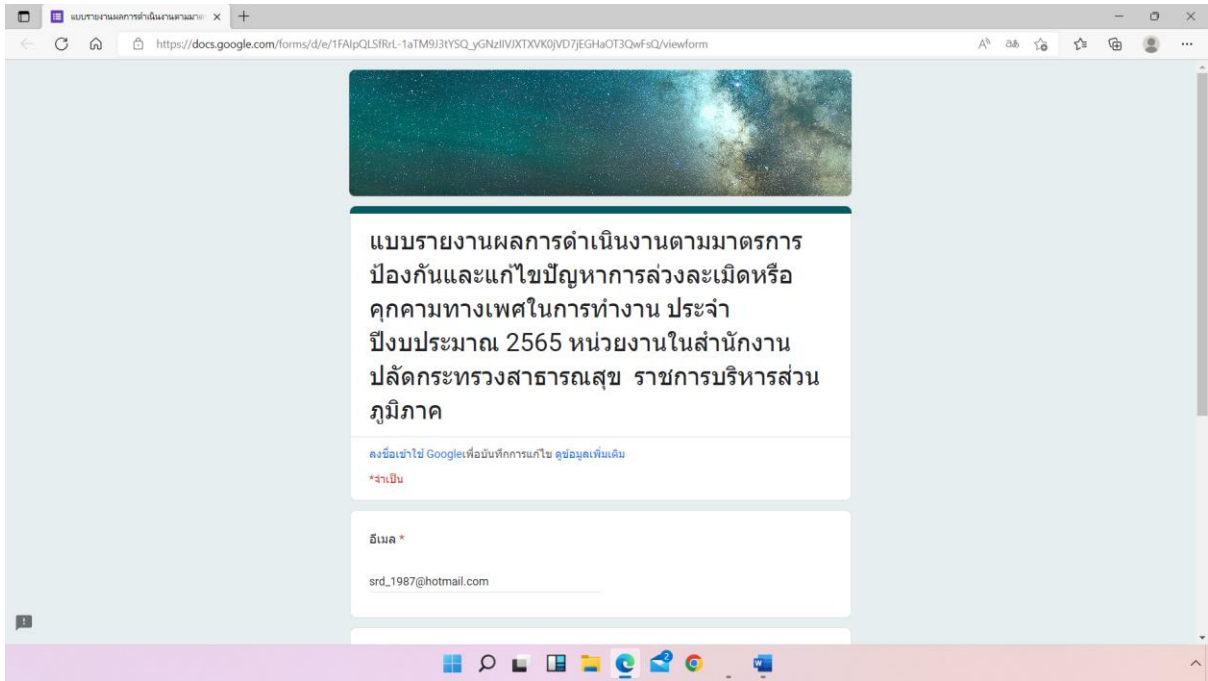 แบบรายงานผลการดำเนินงานตามมาตร
https://docs.google.com/forms/d/e/1FAIpQLSfRrL-1aTM9J3tYSQ_yGNzIIVJXTXVK0jVD7jEGHaOT3QwFsQ/viewform
แบบรายงานผลการดำเนินงานตามมาตรการ
ป้องกันและแก้ไขปัญหาการล่วงละเมิดหรือ
คุกคามทางเพศในการทำงาน ประจำ
ปีงบประมาณ 2565 หน่วยงานในสำนักงาน
ปลัดกระทรวงสาธารณสุข ราชการบริหารส่วน
ภูมิภาค
ลงชื่อเข้าใช้ Googleเพื่อบันทึกการแก้ไข ดูข้อมูลเพิ่มเติม
*จำเป็น
อีเมล *
srd_1987@hotmail.com
2